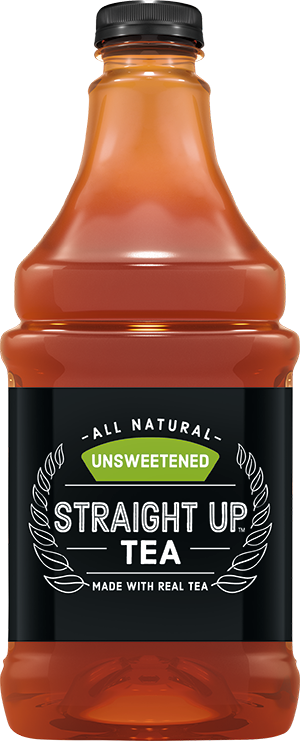 -ALL NATURAL-
UNSWEETENED
STRAIGHT UP™
TEA
MADE WITH REAL TEA